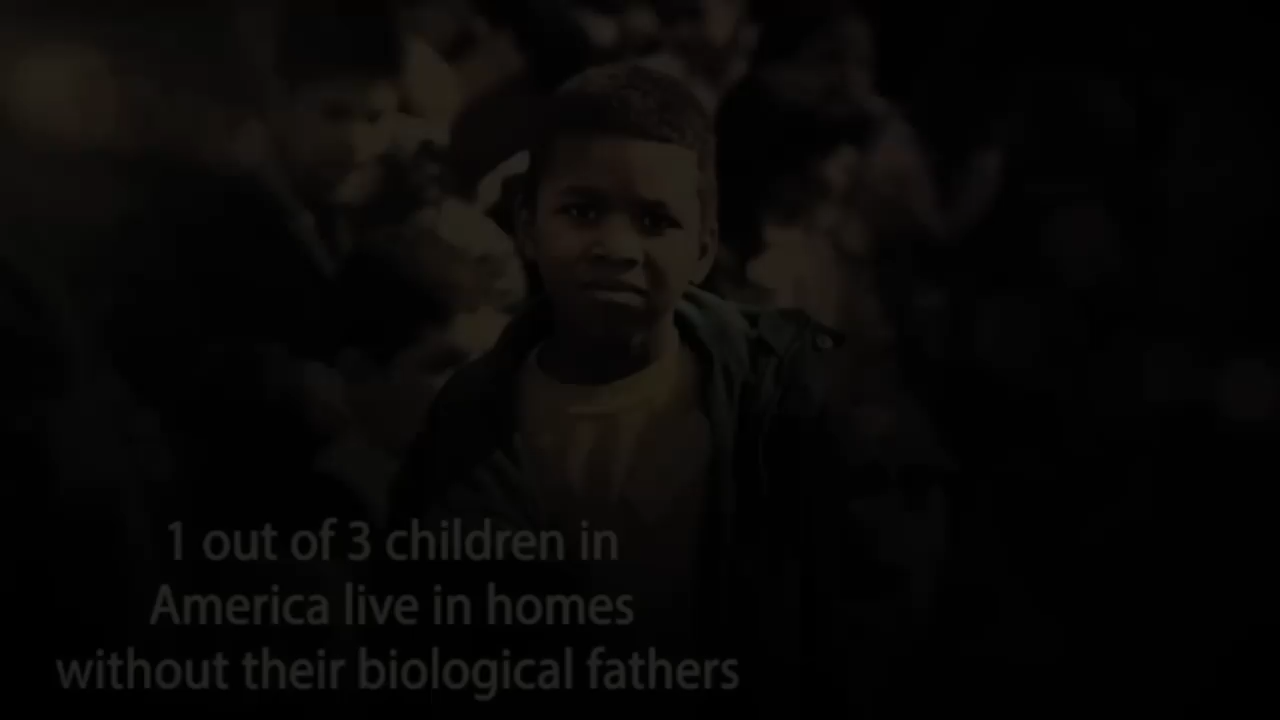 1 out of 3 children in
America live in homes
without their biological fathers